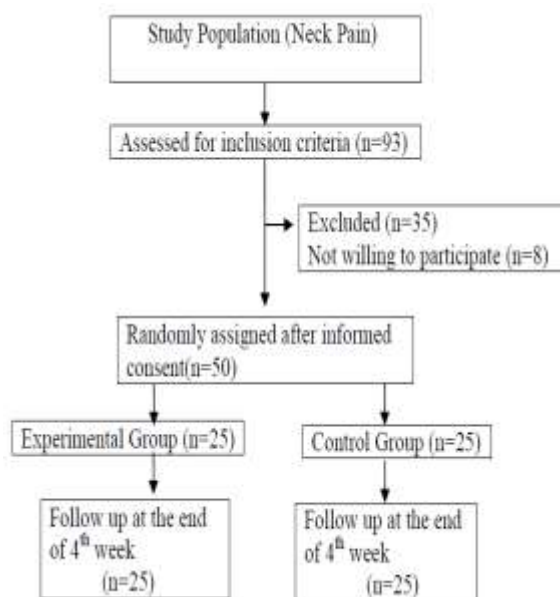 Study Population (Neck Pain)
Assessed for inclusion criteria (n=93)
Excluded (n=35)
Not willing to participate (n=8)
Randomly assigned after informed
consent(n=50)
Experimental Group (n=25)
Control Group (n=25)
Follow up at the end
of 4th week
(n=25)
Follow up at the end
of 4th week
(n=25)